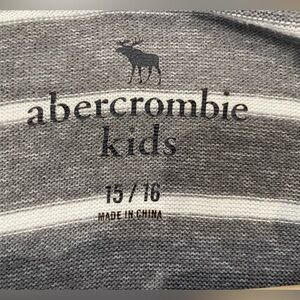 abercrombie
kids
15 / 16
MADE IN CHINA